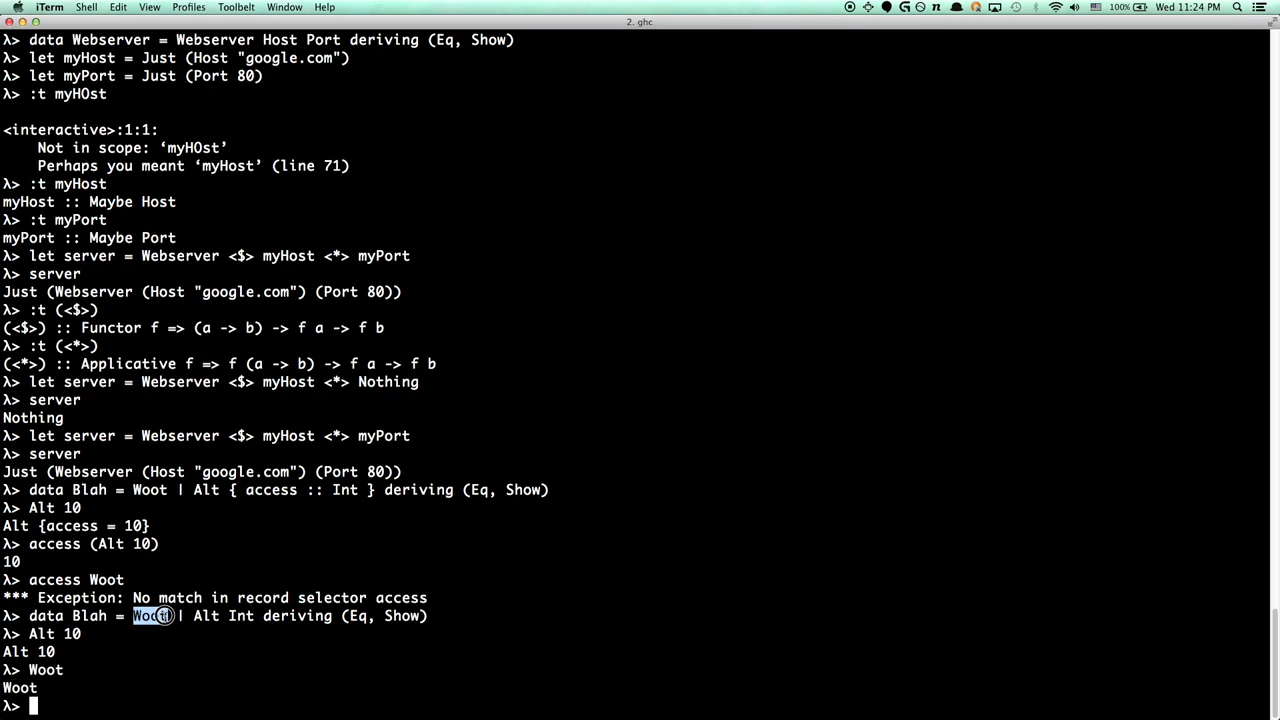 iTerm Shell Edit View Profiles Toolbelt Window Help 100% Wed 11:24 PM
2. ghc
λ> data Webserver = Webserver Host Port deriving (Eq, Show)
λ> let myHost = Just (Host "google.com")
λ> let myPort = Just (Port 80)
λ> :t myHOst
<interactive>:1:1:
    Not in scope: ‘myHOst’
    Perhaps you meant ‘myHost’ (line 71)
λ> :t myHost
myHost :: Maybe Host
λ> :t myPort
myPort :: Maybe Port
λ> let server = Webserver <$> myHost <*> myPort
λ> server
Just (Webserver (Host "google.com") (Port 80))
λ> :t (<$>)
(<$>) :: Functor f => (a -> b) -> f a -> f b
λ> :t (<*>)
(<*>) :: Applicative f => f (a -> b) -> f a -> f b
λ> let server = Webserver <$> myHost <*> Nothing
λ> server
Nothing
λ> let server = Webserver <$> myHost <*> myPort
λ> server
Just (Webserver (Host "google.com") (Port 80))
λ> data Blah = Woot | Alt { access :: Int } deriving (Eq, Show)
λ> Alt 10
Alt {access = 10}
λ> access (Alt 10)
10
λ> access Woot
*** Exception: No match in record selector access
λ> data Blah = Woot | Alt Int deriving (Eq, Show)
λ> Alt 10
Alt 10
λ> Woot
Woot
λ>